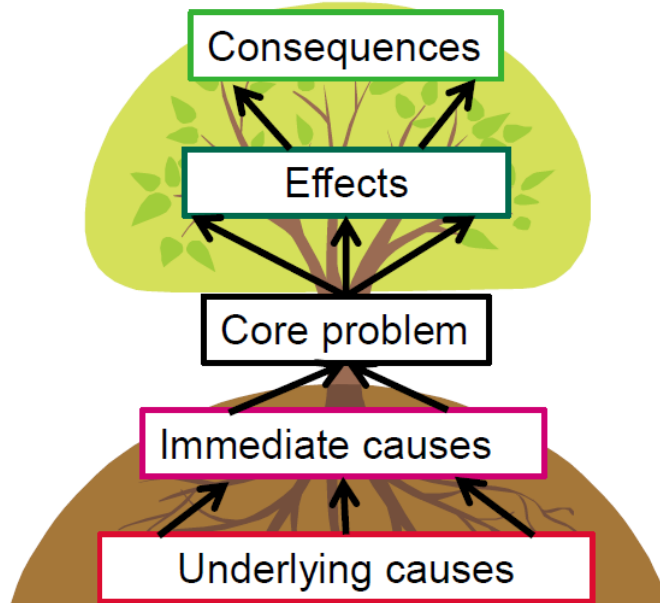 Consequences
Effects
Core problem
Immediate causes
Underlying causes